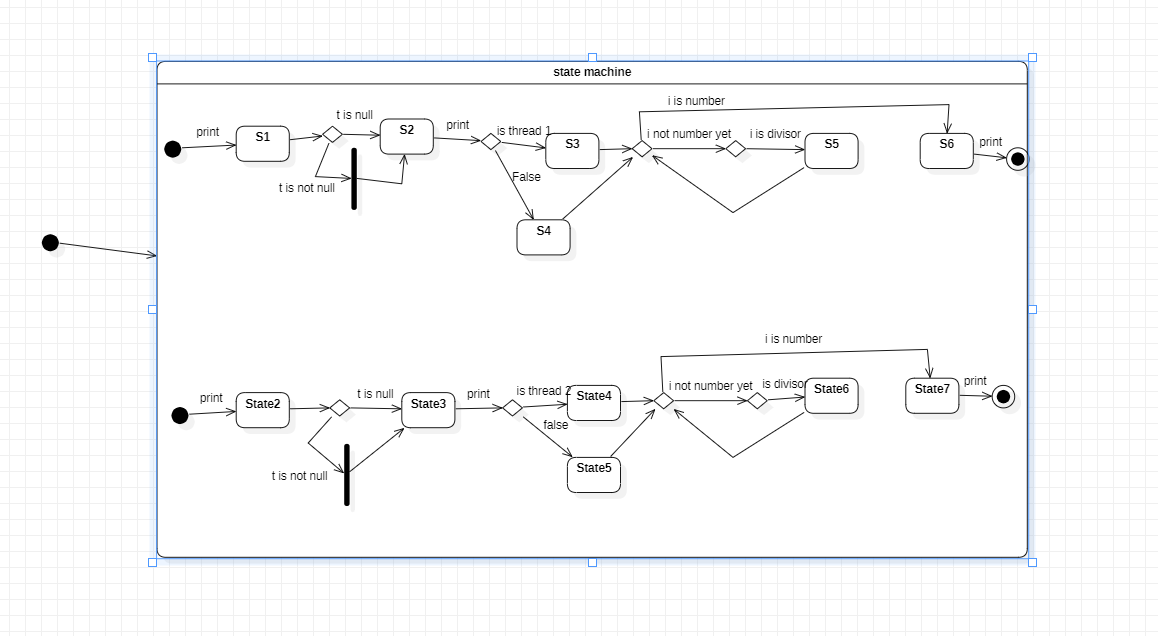 state machine
i is number
print
S1
t is null
S2
print
is thread 1
S3
i not number yet
i is divisor
S5
S6
print
t is not null
False
S4
i is number
print
State2
t is null
State3
print
is thread 2
State4
i not number yet
is divisor
State6
State7
print
false
t is not null
State5